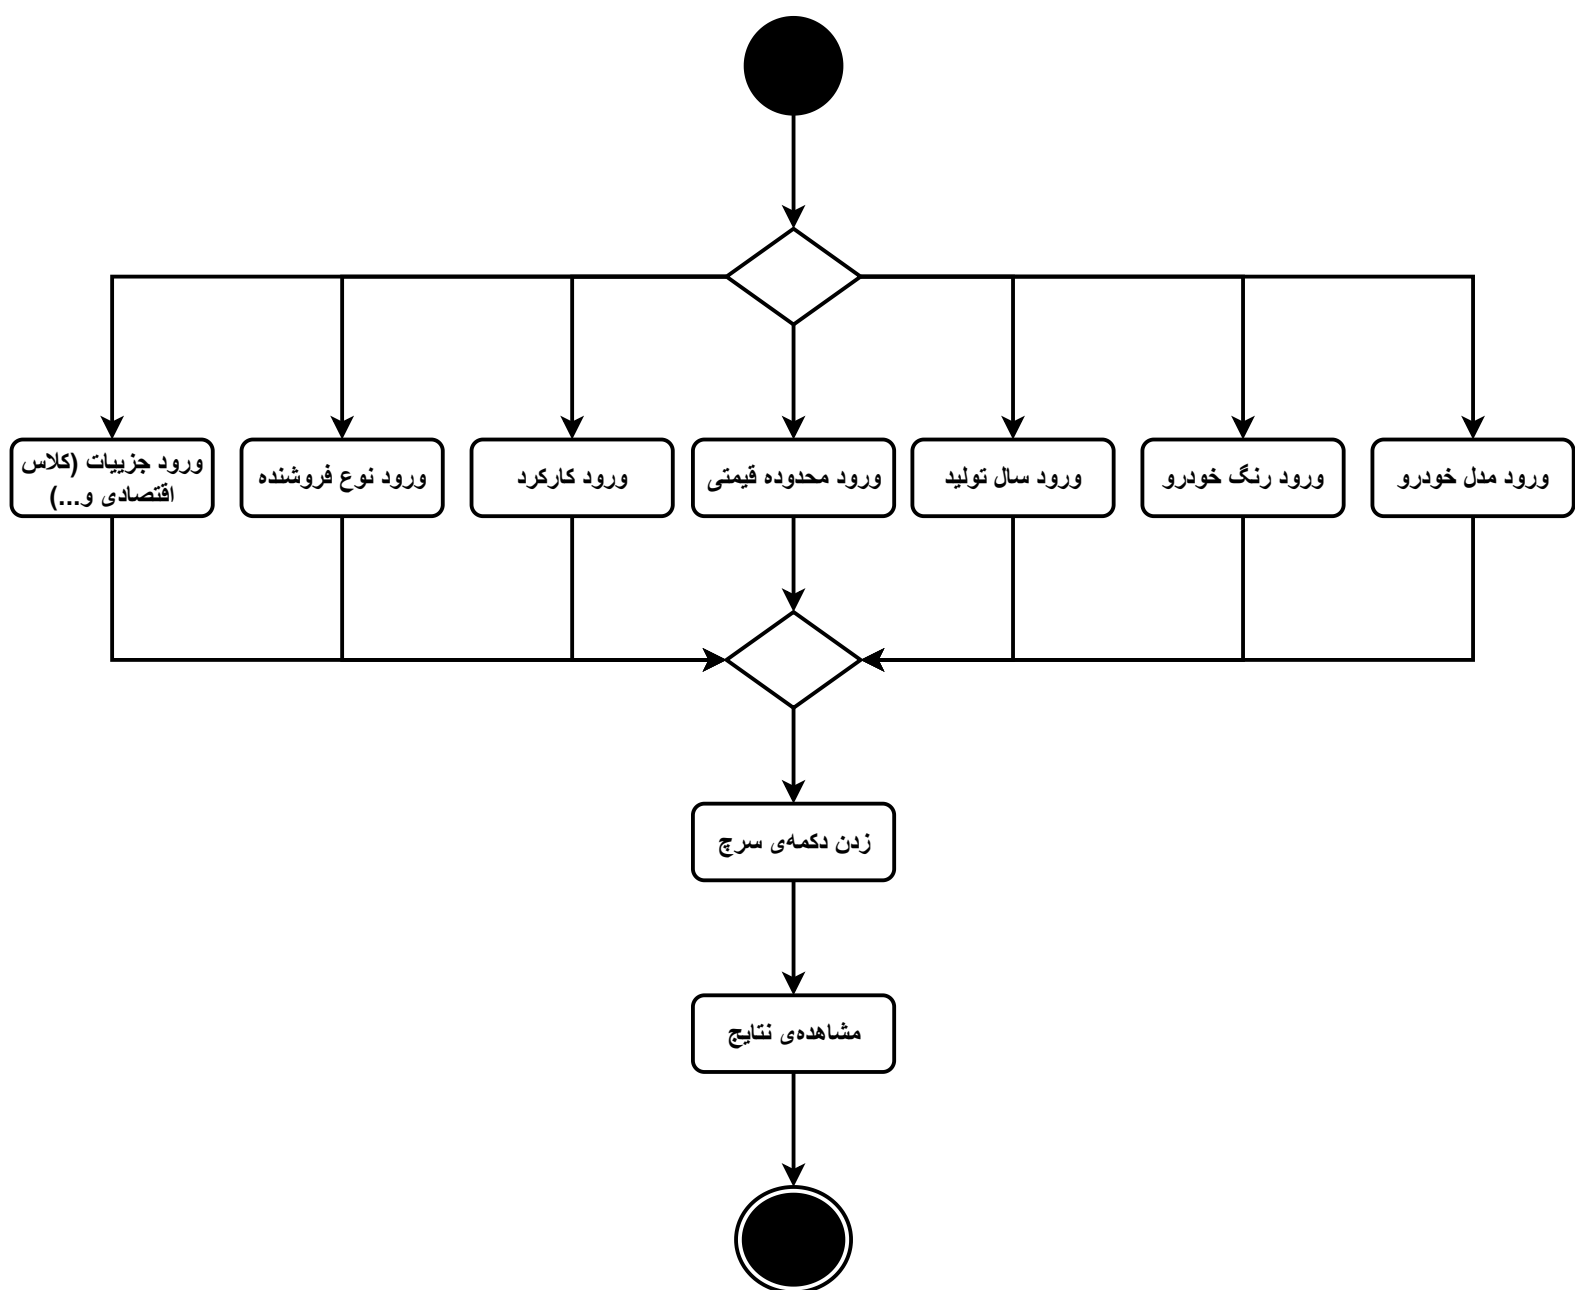 ورود مدل خودرو
ورود رنگ خودرو
ورود سال تولید
ورود محدوده قیمتی
ورود کارکرد
ورود نوع فروشنده
ورود جزییات (کلاس
اقتصادی و...)
زدن دکمه‌ی سرچ
مشاهده‌ی نتایج